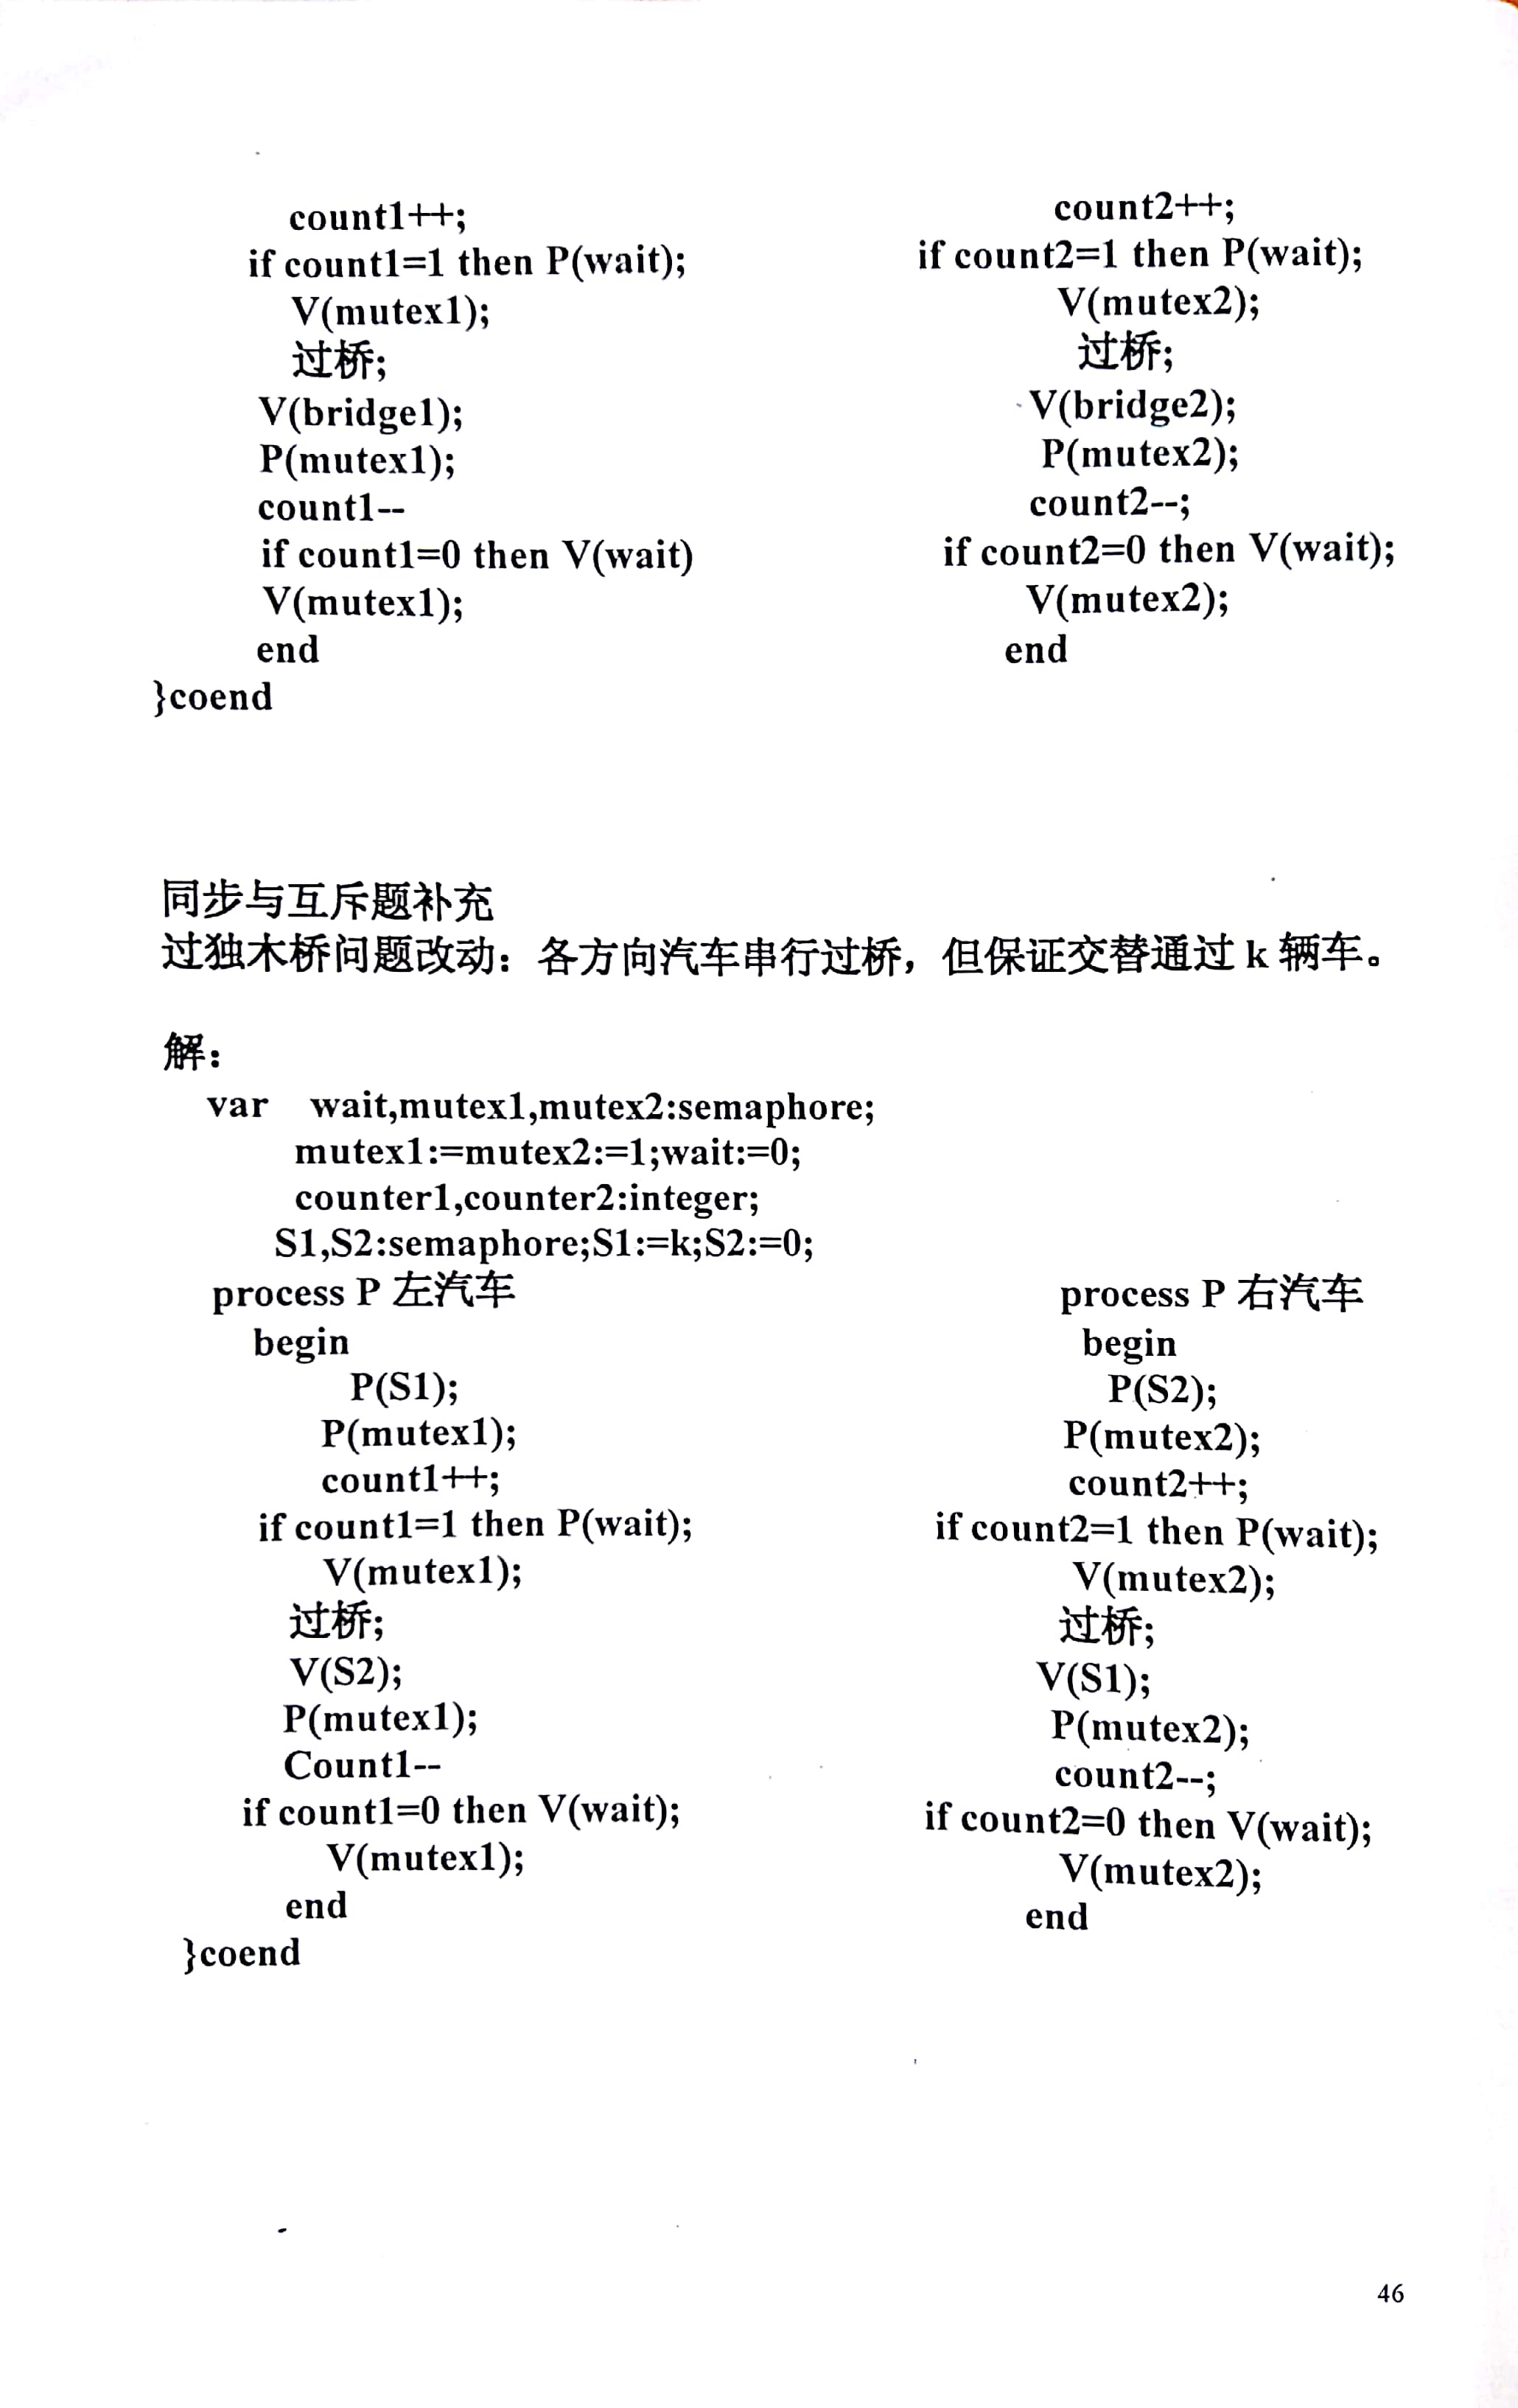 count1++;
if count1=1 then P(wait);
V(mutex1);
过桥;
V(bridge1);
P(mutex1);
count1--
if count1=0 then V(wait)
V(mutex1);
end
}coend
count2++;
if count2=1 then P(wait);
V(mutex2);
过桥;
V(bridge2);
P(mutex2);
count2--;
if count2=0 then V(wait);
V(mutex2);
end
同步与互斥题补充
过独木桥问题改动：各方向汽车串行过桥，但保证交替通过 k 辆车。
解：
var wait,mutex1,mutex2:semaphore;
mutex1:=mutex2:=1;wait:=0;
counter1,counter2:integer;
S1,S2:semaphore;S1:=k;S2:=0;
process P 左汽车
begin
P(S1);
P(mutex1);
count1++;
if count1=1 then P(wait);
V(mutex1);
过桥;
V(S2);
P(mutex1);
Count1--
if count1=0 then V(wait);
V(mutex1);
end
}coend
process P 右汽车
begin
P(S2);
P(mutex2);
count2++;
if count2=1 then P(wait);
V(mutex2);
过桥;
V(S1);
P(mutex2);
count2--;
if count2=0 then V(wait);
V(mutex2);
end
46